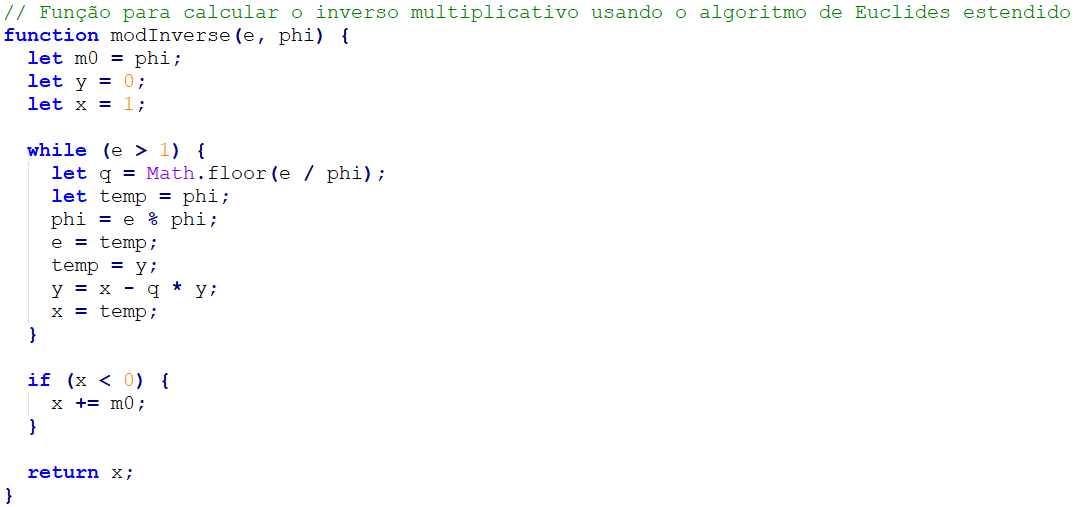 // Função para calcular o inverso multiplicativo usando o algoritmo de Euclides estendido
function modInverse(e, phi) {
  let m0 = phi;
  let y = 0;
  let x = 1;

  while (e > 1) {
    let q = Math.floor(e / phi);
    let temp = phi;
    phi = e % phi;
    e = temp;
    temp = y;
    y = x - q * y;
    x = temp;
  }

  if (x < 0) {
    x += m0;
  }

  return x;
}